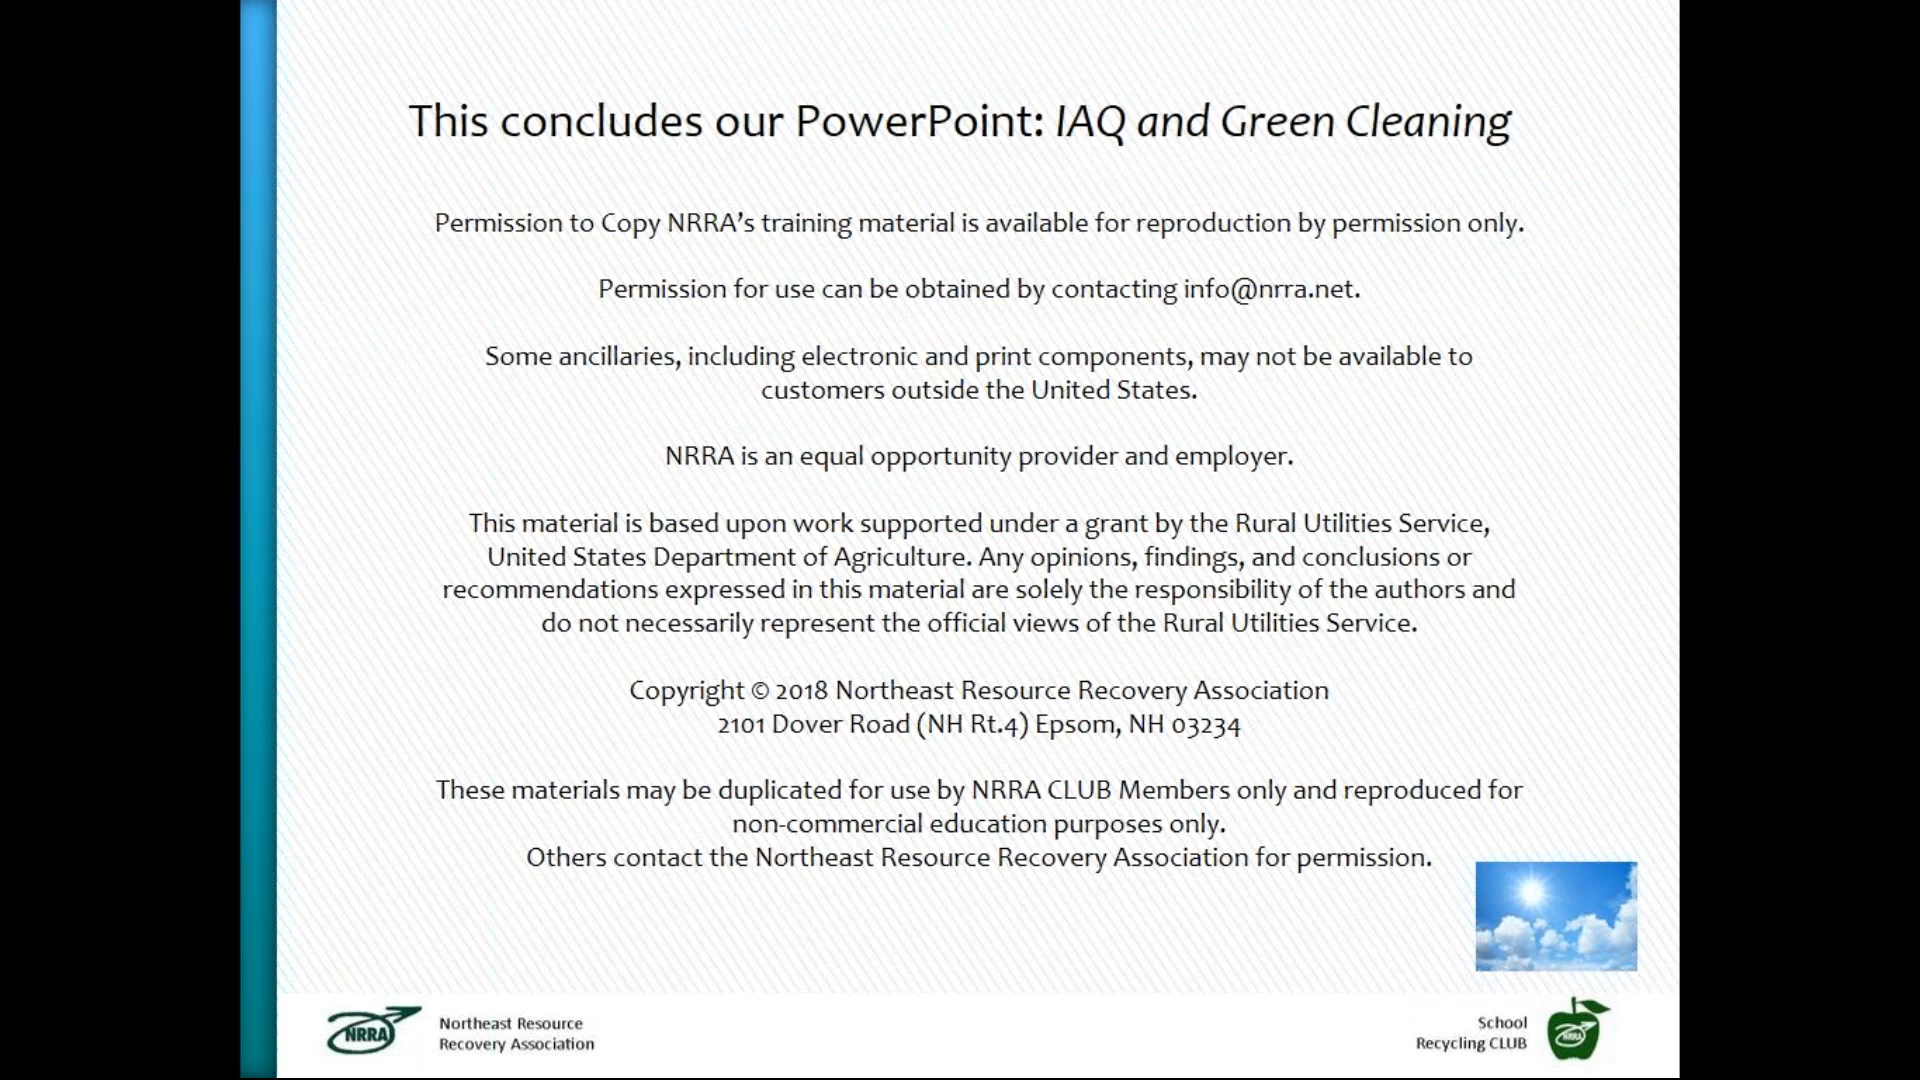 This concludes our PowerPoint: IAQ and Green Cleaning
Permission to Copy NRRA’s training material is available for reproduction by permission only.
Permission for use can be obtained by contacting info@nrra.net.
Some ancillaries, including electronic and print components, may not be available to
customers outside the United States.
NRRA is an equal opportunity provider and employer.
This material is based upon work supported under a grant by the Rural Utilities Service,
United States Department of Agriculture. Any opinions, findings, and conclusions or
recommendations expressed in this material are solely the responsibility of the authors and
do not necessarily represent the official views of the Rural Utilities Service.
Copyright © 2018 Northeast Resource Recovery Association
2101 Dover Road (NH Rt.4) Epsom, NH 03234
These materials may be duplicated for use by NRRA CLUB Members only and reproduced for
non-commercial education purposes only.
Others contact the Northeast Resource Recovery Association for permission.
NRRA
Northeast Resource
Recovery Association
School
Recycling CLUB
NRRA